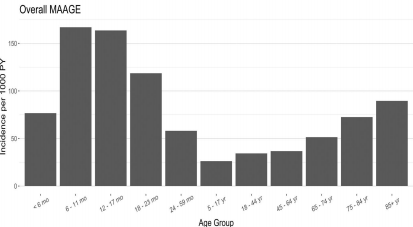 Overall MAAGE
Incidence per 1000 PY
150
100
50
0
< 6 mo
6 - 11 mo
12 - 17 mo
18 - 23 mo
24 - 59 mo
5 - 17 yr
18 - 44 yr
45 - 64 yr
65 - 74 yr
75 - 84 yr
85+ yr
Age Group